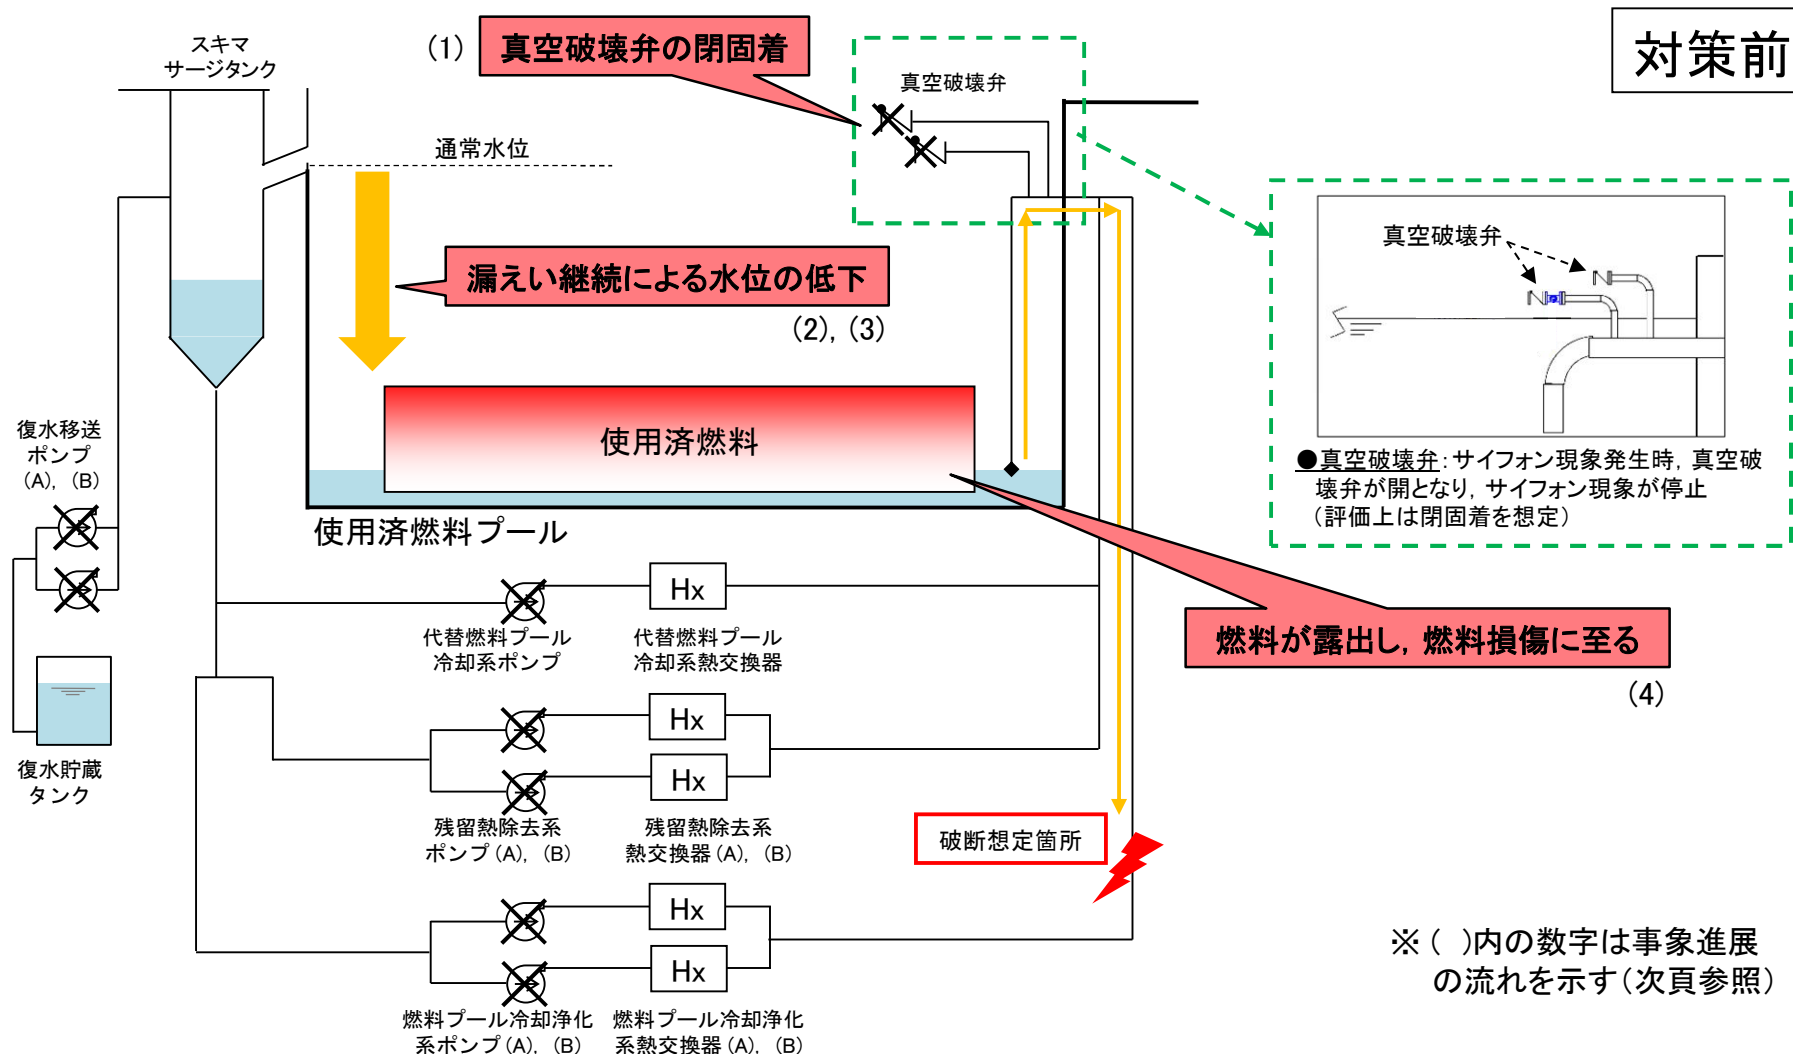 対策前
スキマ
サージタンク
(1)
真空破壊弁の閉固着
真空破壊弁
通常水位
漏えい継続による水位の低下
(2), (3)
真空破壊弁
●真空破壊弁:サイフォン現象発生時, 真空破
壊弁が開となり, サイフォン現象が停止
(評価上は閉固着を想定)
使用済燃料
使用済燃料プール
復水移送
ポンプ
(A), (B)
復水貯蔵
タンク
Hx
代替燃料プール
冷却系ポンプ
代替燃料プール
冷却系熱交換器
燃料が露出し, 燃料損傷に至る
(4)
Hx
Hx
残留熱除去系
ポンプ(A), (B)
残留熱除去系
熱交換器(A), (B)
破断想定箇所
Hx
Hx
燃料プール冷却浄化
系ポンプ(A), (B)
燃料プール冷却浄化
系熱交換器(A), (B)
※( )内の数字は事象進展
の流れを示す(次頁参照)